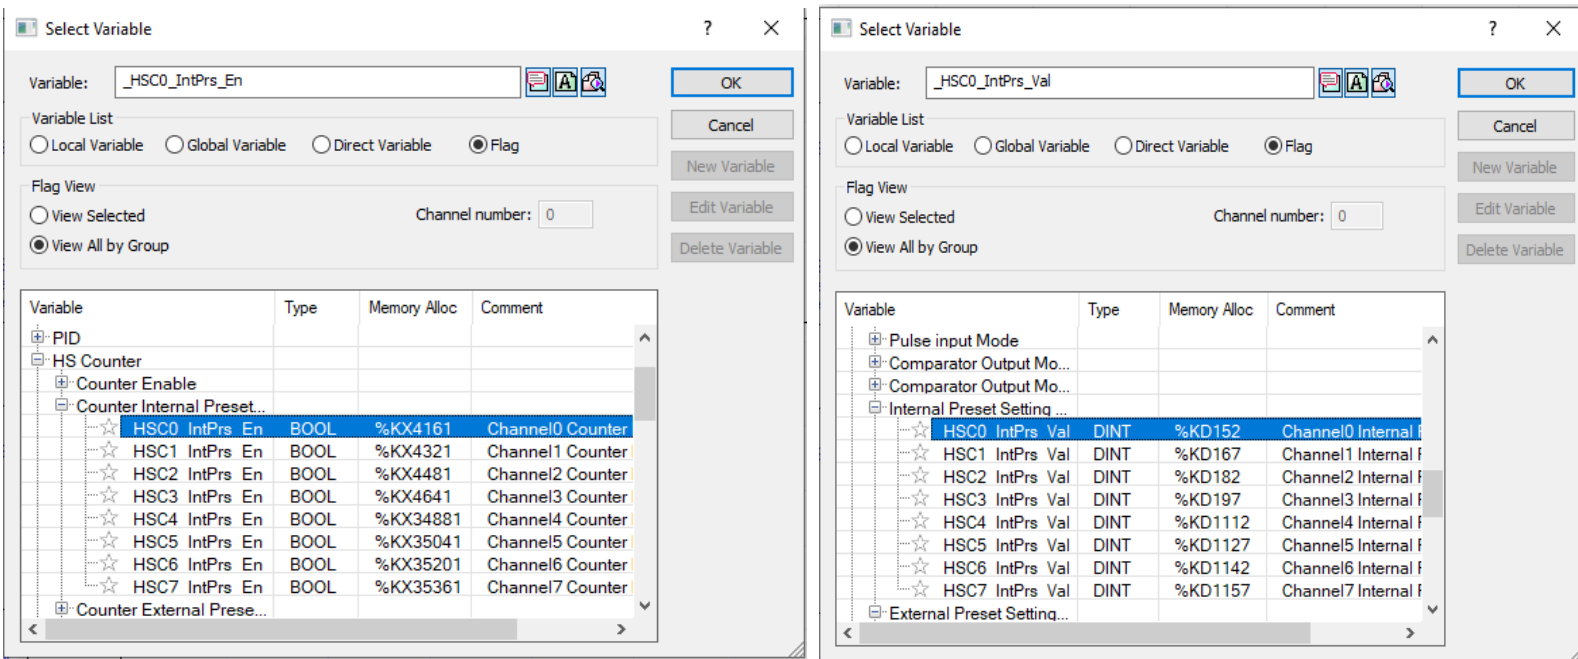 Select Variable ? ×
Variable: _HSC0_IntPrs_En OK
Variable List
Local Variable Global Variable Direct Variable Flag
Cancel
New Variable
Flag View
View Selected Channel number: 0
View All by Group
Edit Variable
Delete Variable
Variable Type Memory Alloc Comment
PID
HS Counter
Counter Enable
Counter Internal Preset...
HSC0_IntPrs_En BOOL %KX4161 Channel0 Counter
HSC1_IntPrs_En BOOL %KX4321 Channel1 Counter
HSC2_IntPrs_En BOOL %KX4481 Channel2 Counter
HSC3_IntPrs_En BOOL %KX4641 Channel3 Counter
HSC4_IntPrs_En BOOL %KX34881 Channel4 Counter
HSC5_IntPrs_En BOOL %KX35041 Channel5 Counter
HSC6_IntPrs_En BOOL %KX35201 Channel6 Counter
HSC7_IntPrs_En BOOL %KX35361 Channel7 Counter
Counter External Prese...
Select Variable ? ×
Variable: _HSC0_IntPrs_Val OK
Variable List
Local Variable Global Variable Direct Variable Flag
Cancel
New Variable
Flag View
View Selected Channel number: 0
View All by Group
Edit Variable
Delete Variable
Variable Type Memory Alloc Comment
Pulse input Mode
Comparator Output Mo...
Comparator Output Mo...
Internal Preset Setting ...
HSC0_IntPrs_Val DINT %KD152 Channel0 Internal
HSC1_IntPrs_Val DINT %KD167 Channel1 Internal
HSC2_IntPrs_Val DINT %KD182 Channel2 Internal
HSC3_IntPrs_Val DINT %KD197 Channel3 Internal
HSC4_IntPrs_Val DINT %KD1112 Channel4 Internal
HSC5_IntPrs_Val DINT %KD1127 Channel5 Internal
HSC6_IntPrs_Val DINT %KD1142 Channel6 Internal
HSC7_IntPrs_Val DINT %KD1157 Channel7 Internal
External Preset Setting...